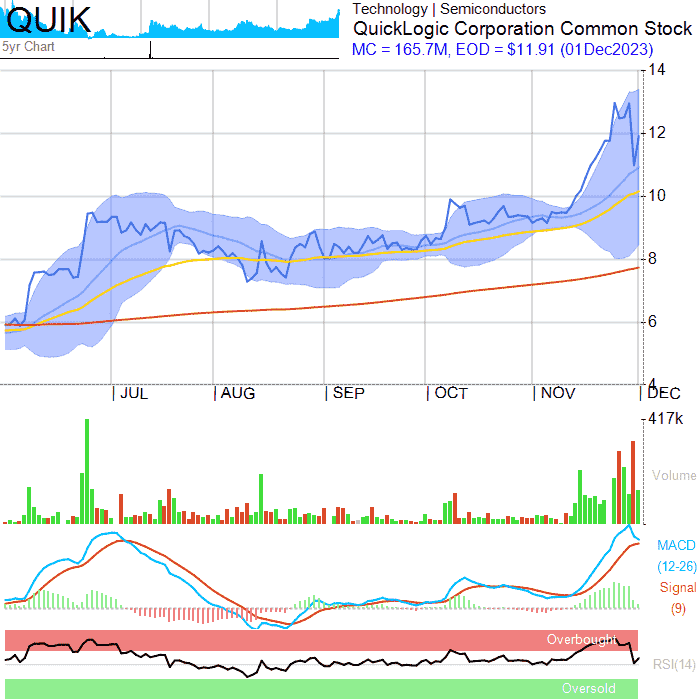 QUIK
5yr Chart
Technology | Semiconductors
QuickLogic Corporation Common Stock
MC = 165.7M, EOD = $11.91 (01Dec2023)
14
12
10
8
6
4
JUL AUG SEP OCT NOV DEC
417k
Volume
MACD
(12-26)
Signal
(9)
Overbought
RSI(14)
Oversold